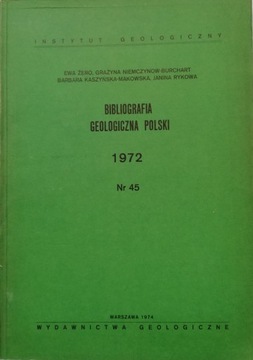 INSTYTUT GEOLOGICZNY
EWA ŻERO, GRAŻYNA NIEMCZYNOW-BURCHART
BARBARA KASZYŃSKA-MAKOWSKA, JANINA RYKOWA
BIBLIOGRAFIA
GEOLOGICZNA POLSKI
1972
Nr 45
WARSZAWA 1974
WYDAWNICTWA GEOLOGICZNE